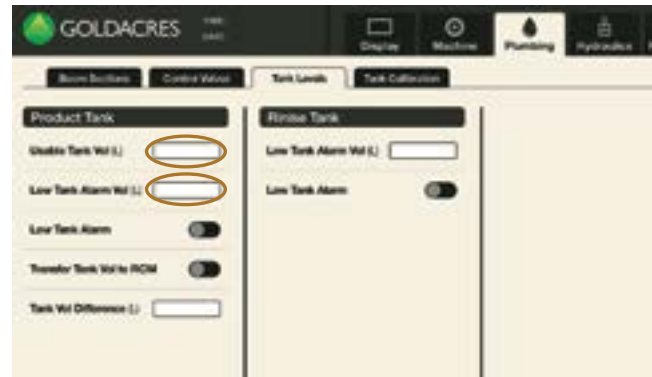 GOLDACRES
Display Machine Plumbing Hydraulics
Boom Sections Control Valves Tank Levels Tank Calibration
Product Tank
Usable Tank Vol (L)
Low Tank Alarm Vol (L)
Low Tank Alarm
Transfer Tank Vol to RCM
Tank Vol Difference (L)
Rinse Tank
Low Tank Alarm Vol (L)
Low Tank Alarm